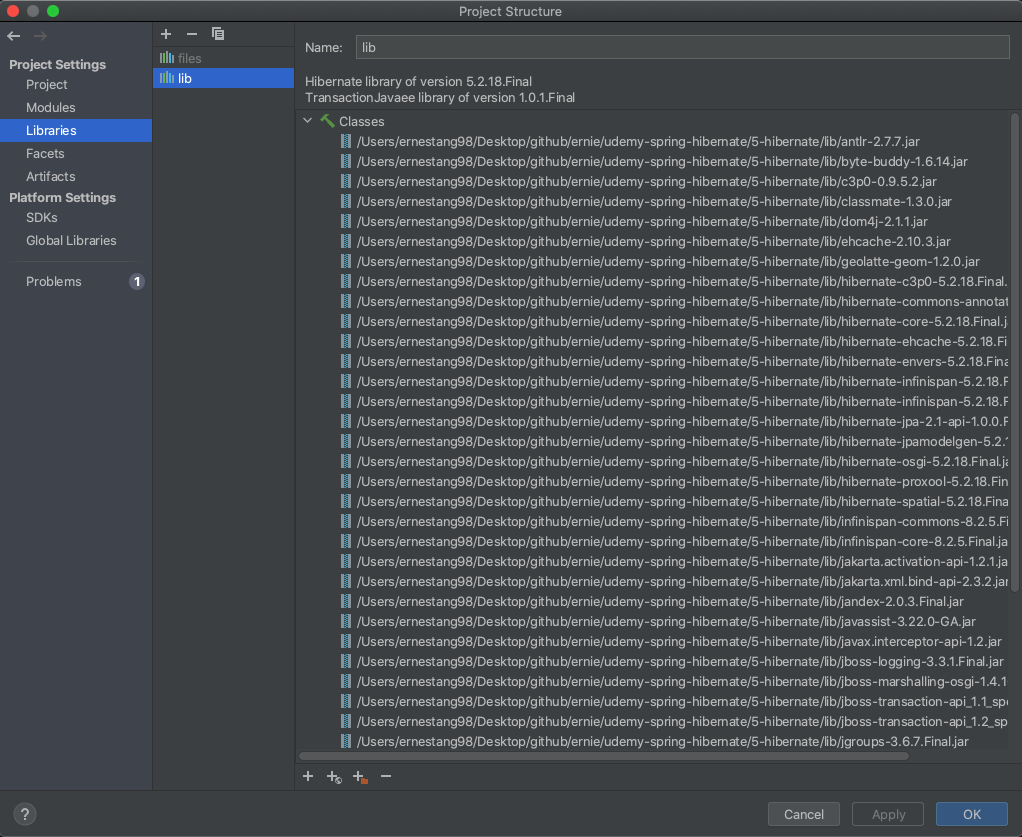 Project Structure
Project Settings
Project
Modules
Libraries
Facets
Artifacts
Platform Settings
SDKs
Global Libraries
Problems
1
files
lib
Name:
lib
Hibernate library of version 5.2.18.Final
TransactionJavaee library of version 1.0.1.Final
Classes
/Users/ernestang98/Desktop/github/ernie/udemy-spring-hibernate/5-hibernate/lib/antlr-2.7.7.jar
/Users/ernestang98/Desktop/github/ernie/udemy-spring-hibernate/5-hibernate/lib/byte-buddy-1.6.14.jar
/Users/ernestang98/Desktop/github/ernie/udemy-spring-hibernate/5-hibernate/lib/c3p0-0.9.5.2.jar
/Users/ernestang98/Desktop/github/ernie/udemy-spring-hibernate/5-hibernate/lib/classmate-1.3.0.jar
/Users/ernestang98/Desktop/github/ernie/udemy-spring-hibernate/5-hibernate/lib/dom4j-2.1.1.jar
/Users/ernestang98/Desktop/github/ernie/udemy-spring-hibernate/5-hibernate/lib/ehcache-2.10.3.jar
/Users/ernestang98/Desktop/github/ernie/udemy-spring-hibernate/5-hibernate/lib/geolatte-geom-1.2.0.jar
/Users/ernestang98/Desktop/github/ernie/udemy-spring-hibernate/5-hibernate/lib/hibernate-c3p0-5.2.18.Final.
/Users/ernestang98/Desktop/github/ernie/udemy-spring-hibernate/5-hibernate/lib/hibernate-commons-annotat
/Users/ernestang98/Desktop/github/ernie/udemy-spring-hibernate/5-hibernate/lib/hibernate-core-5.2.18.Final.j
/Users/ernestang98/Desktop/github/ernie/udemy-spring-hibernate/5-hibernate/lib/hibernate-ehcache-5.2.18.Fi
/Users/ernestang98/Desktop/github/ernie/udemy-spring-hibernate/5-hibernate/lib/hibernate-envers-5.2.18.Fina
/Users/ernestang98/Desktop/github/ernie/udemy-spring-hibernate/5-hibernate/lib/hibernate-infinispan-5.2.18.F
/Users/ernestang98/Desktop/github/ernie/udemy-spring-hibernate/5-hibernate/lib/hibernate-infinispan-5.2.18.F
/Users/ernestang98/Desktop/github/ernie/udemy-spring-hibernate/5-hibernate/lib/hibernate-jpa-2.1-api-1.0.0.F
/Users/ernestang98/Desktop/github/ernie/udemy-spring-hibernate/5-hibernate/lib/hibernate-jpamodelgen-5.2.1
/Users/ernestang98/Desktop/github/ernie/udemy-spring-hibernate/5-hibernate/lib/hibernate-osgi-5.2.18.Final.ja
/Users/ernestang98/Desktop/github/ernie/udemy-spring-hibernate/5-hibernate/lib/hibernate-proxool-5.2.18.Fin
/Users/ernestang98/Desktop/github/ernie/udemy-spring-hibernate/5-hibernate/lib/hibernate-spatial-5.2.18.Fina
/Users/ernestang98/Desktop/github/ernie/udemy-spring-hibernate/5-hibernate/lib/infinispan-commons-8.2.5.Fi
/Users/ernestang98/Desktop/github/ernie/udemy-spring-hibernate/5-hibernate/lib/infinispan-core-8.2.5.Final.ja
/Users/ernestang98/Desktop/github/ernie/udemy-spring-hibernate/5-hibernate/lib/jakarta.activation-api-1.2.1.ja
/Users/ernestang98/Desktop/github/ernie/udemy-spring-hibernate/5-hibernate/lib/jakarta.xml.bind-api-2.3.2.jar
/Users/ernestang98/Desktop/github/ernie/udemy-spring-hibernate/5-hibernate/lib/jandex-2.0.3.Final.jar
/Users/ernestang98/Desktop/github/ernie/udemy-spring-hibernate/5-hibernate/lib/javassist-3.22.0-GA.jar
/Users/ernestang98/Desktop/github/ernie/udemy-spring-hibernate/5-hibernate/lib/javax.interceptor-api-1.2.jar
/Users/ernestang98/Desktop/github/ernie/udemy-spring-hibernate/5-hibernate/lib/jboss-logging-3.3.1.Final.jar
/Users/ernestang98/Desktop/github/ernie/udemy-spring-hibernate/5-hibernate/lib/jboss-marshalling-osgi-1.4.1
/Users/ernestang98/Desktop/github/ernie/udemy-spring-hibernate/5-hibernate/lib/jboss-transaction-api_1.1_spe
/Users/ernestang98/Desktop/github/ernie/udemy-spring-hibernate/5-hibernate/lib/jboss-transaction-api_1.2_sp
/Users/ernestang98/Desktop/github/ernie/udemy-spring-hibernate/5-hibernate/lib/jgroups-3.6.7.Final.jar
?
Cancel
Apply
OK